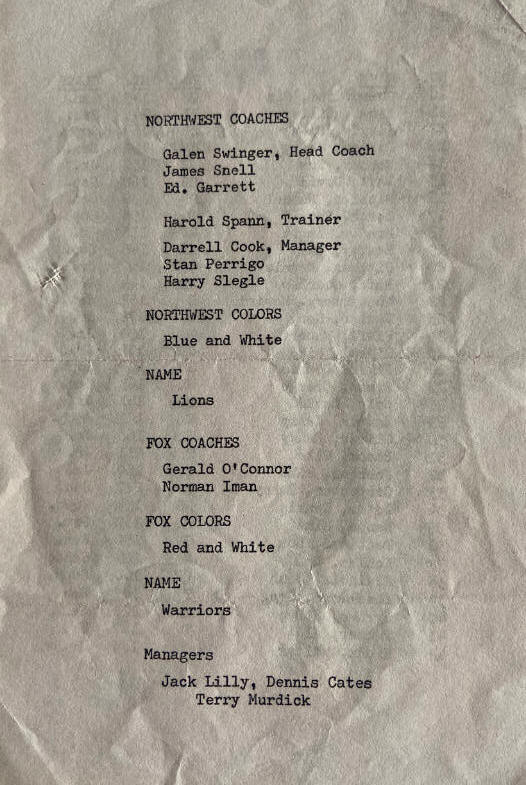 NORTHWEST COACHES
Galen Swinger, Head Coach
James Snell
Ed. Garrett
Harold Spann, Trainer
Darrell Cook, Manager
Stan Perrigo
Harry Slegle
NORTHWEST COLORS
Blue and White
NAME
Lions
FOX COACHES
Gerald O'Connor
Norman Iman
FOX COLORS
Red and White
NAME
Warriors
Managers
Jack Lilly, Dennis Cates
Terry Murdick